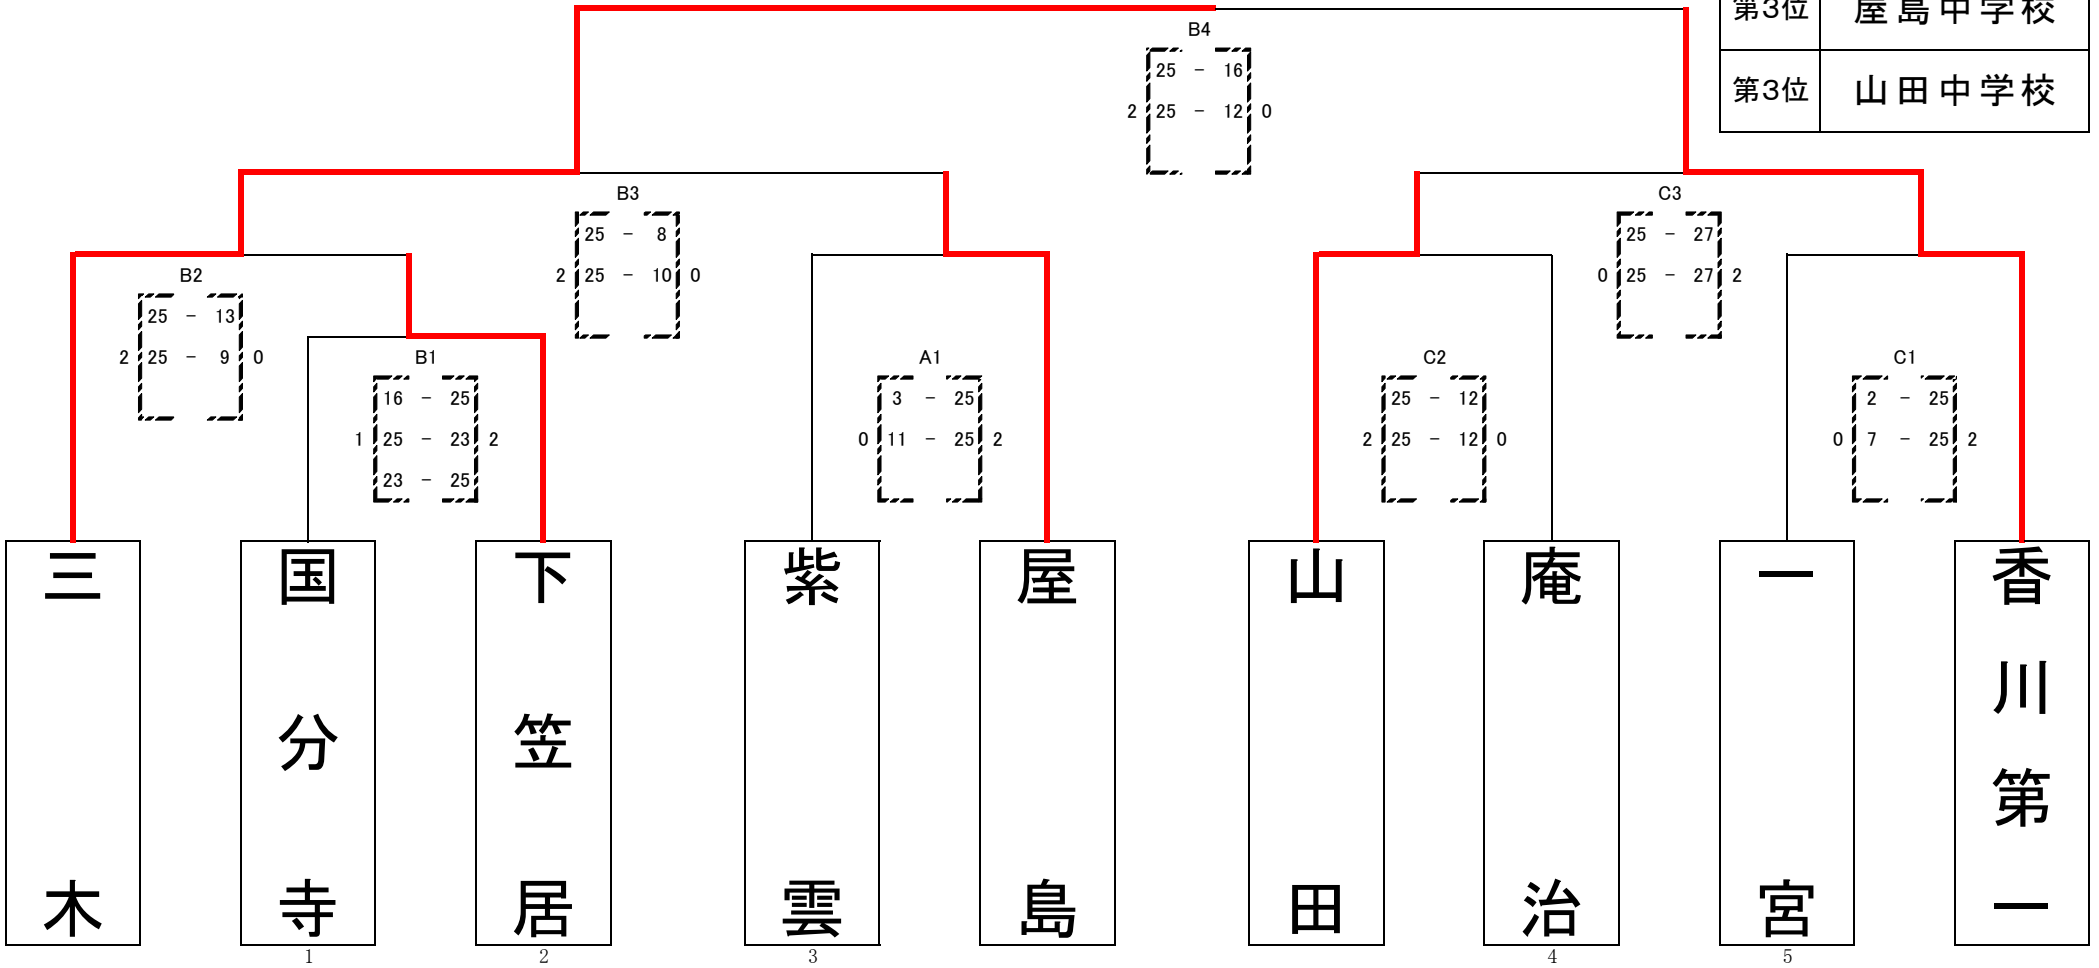 第3位 屋島中学校
第3位 山田中学校
B4
25 - 16
2 25 - 12 0
B3
25 - 8
2 25 - 10 0
C3
25 - 27
0 25 - 27 2
B2
25 - 13
2 25 - 9 0
B1
16 - 25
1 25 - 23 2
23 - 25
A1
3 - 25
0 11 - 25 2
C2
25 - 12
2 25 - 12 0
C1
2 - 25
0 7 - 25 2
三木
国分寺
下笠居
紫雲
屋島
山田
庵治
一宮
香川第一
1 2 3 4 5